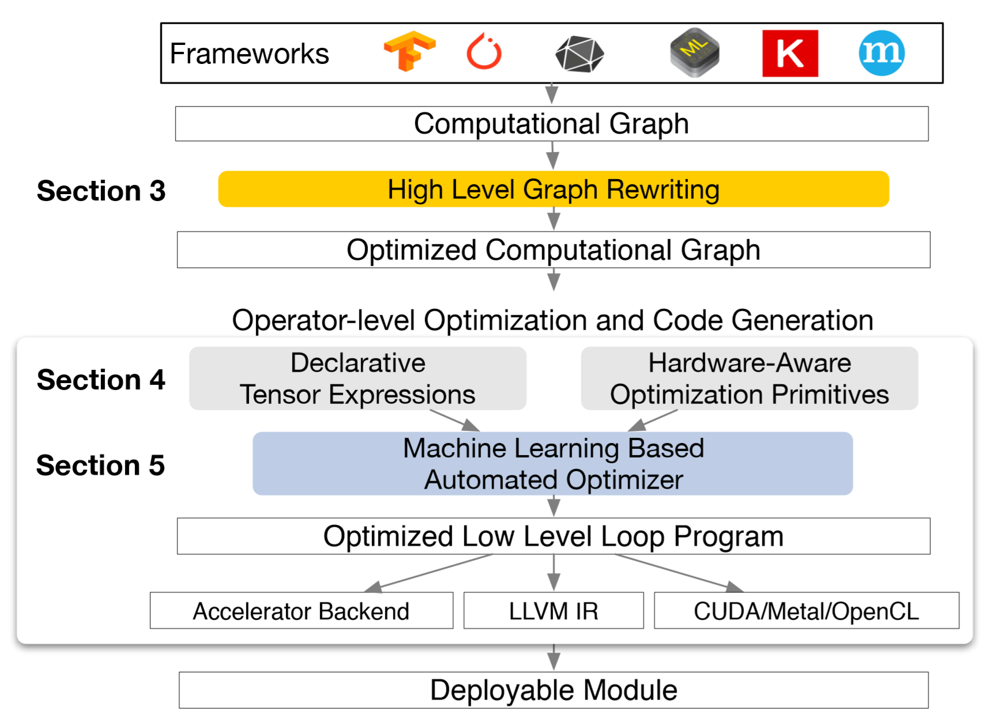 Frameworks
ML
K
m
Computational Graph
Section 3
High Level Graph Rewriting
Optimized Computational Graph
Operator-level Optimization and Code Generation
Section 4
Declarative
Tensor Expressions
Hardware-Aware
Optimization Primitives
Section 5
Machine Learning Based
Automated Optimizer
Optimized Low Level Loop Program
Accelerator Backend
LLVM IR
CUDA/Metal/OpenCL
Deployable Module